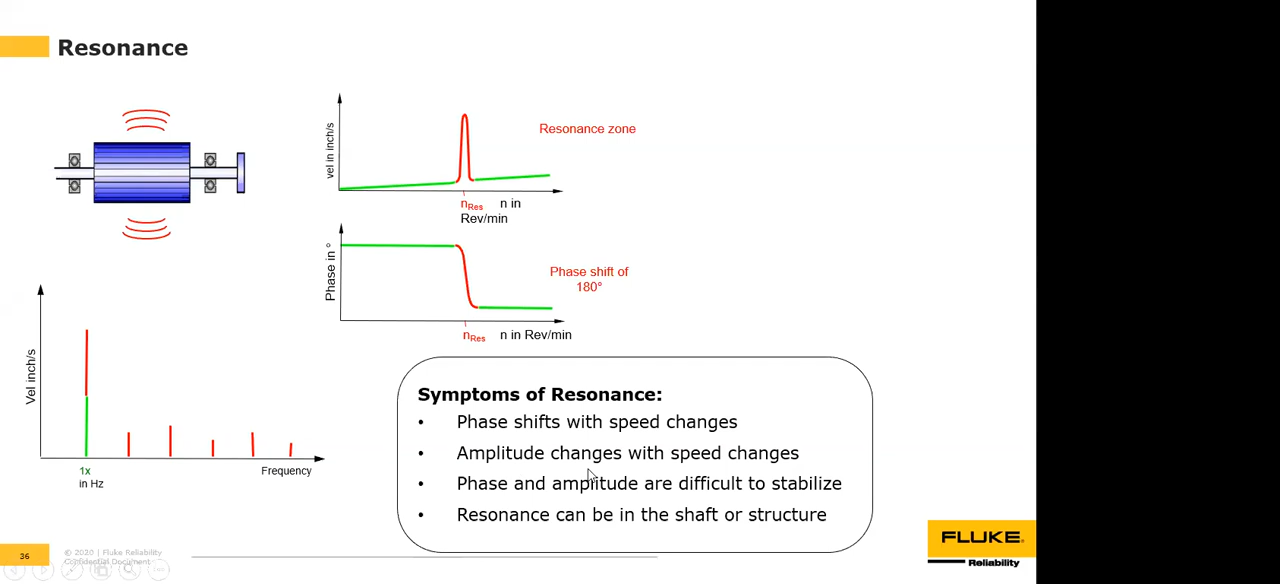 Resonance
vel in inch/s
Resonance zone
nRes n in
Rev/min
Phase in °
Phase shift of
180°
nRes n in Rev/min
Vel inch/s
1x
in Hz
Frequency
Symptoms of Resonance:
• Phase shifts with speed changes
• Amplitude changes with speed changes
• Phase and amplitude are difficult to stabilize
• Resonance can be in the shaft or structure
36
© 2020 | Fluke Reliability
Confidential Document
FLUKE®
Reliability